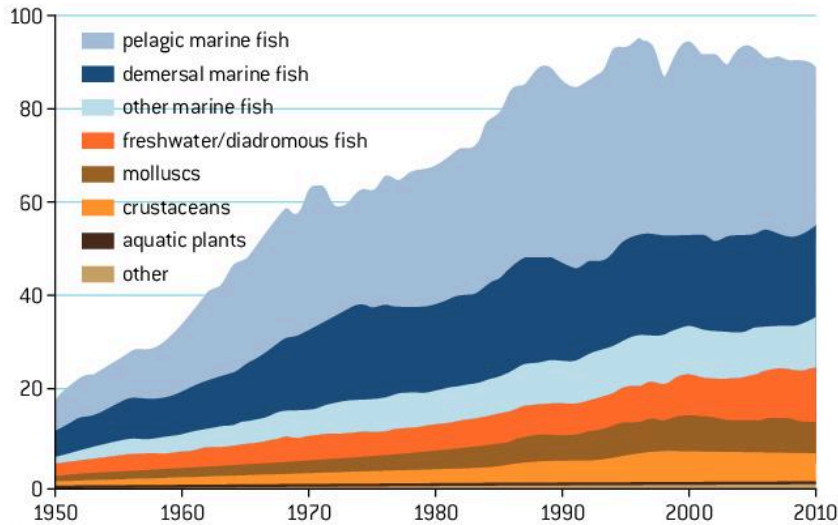 100
pelagic marine fish
demersal marine fish
80
other marine fish
freshwater/diadromous fish
molluscs
60
crustaceans
aquatic plants
other
40
20
0
1950 1960 1970 1980 1990 2000 2010